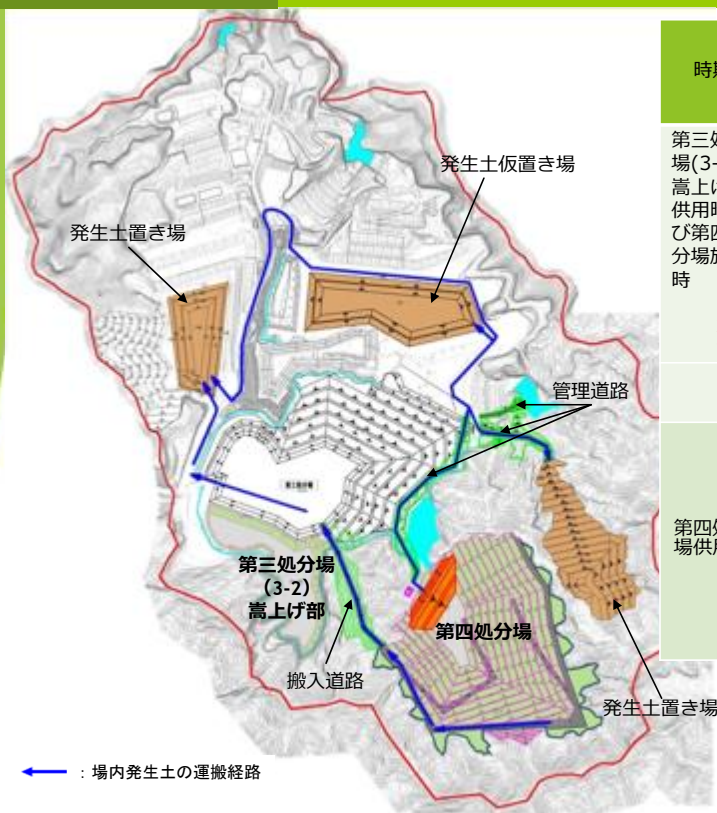 発生土仮置き場
発生土置き場
管理道路
第三処分場
（3-2）
嵩上げ部
第四処分場
搬入道路
発生土置き場
：場内発生土の運搬経路
時期
第三処
場(3-
嵩上げ
供用時
び第四
分場施
時
第四処
場供用